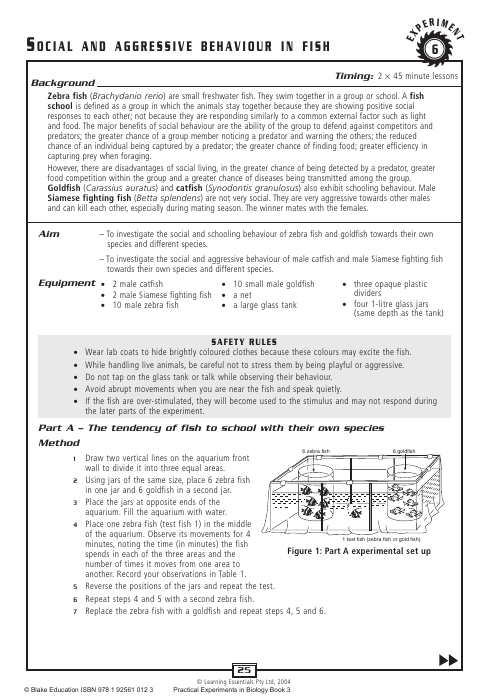 SOCIAL AND AGGRESSIVE BEHAVIOUR IN FISH
EXPERIMENT
6
Timing: 2 × 45 minute lessons
Background
Zebra fish (Brachydanio rerio) are small freshwater fish. They swim together in a group or school. A fish
school is defined as a group in which the animals stay together because they are showing positive social
responses to each other; not because they are responding similarly to a common external factor such as light
and food. The major benefits of social behaviour are the ability of the group to defend against competitors and
predators; the greater chance of a group member noticing a predator and warning the others; the reduced
chance of an individual being captured by a predator; the greater chance of finding food; greater efficiency in
capturing prey when foraging.
However, there are disadvantages of social living, in the greater chance of being detected by a predator, greater
food competition within the group and a greater chance of diseases being transmitted among the group.
Goldfish (Carassius auratus) and catfish (Synodontis granulosus) also exhibit schooling behaviour. Male
Siamese fighting fish (Betta splendens) are not very social. They are very aggressive towards other males
and can kill each other, especially during mating season. The winner mates with the females.
Aim
– To investigate the social and schooling behaviour of zebra fish and goldfish towards their own
species and different species.
– To investigate the social and aggressive behaviour of male catfish and male Siamese fighting fish
towards their own species and different species.
Equipment
• 2 male catfish
• 2 male Siamese fighting fish
• 10 male zebra fish
• 10 small male goldfish
• a net
• a large glass tank
• three opaque plastic
dividers
• four 1-litre glass jars
(same depth as the tank)
SAFETY RULES
• Wear lab coats to hide brightly coloured clothes because these colours may excite the fish.
• While handling live animals, be careful not to stress them by being playful or aggressive.
• Do not tap on the glass tank or talk while observing their behaviour.
• Avoid abrupt movements when you are near the fish and speak quietly.
• If the fish are over-stimulated, they will become used to the stimulus and may not respond during
the later parts of the experiment.
Part A – The tendency of fish to school with their own species
Method
1 Draw two vertical lines on the aquarium front
wall to divide it into three equal areas.
2 Using jars of the same size, place 6 zebra fish
in one jar and 6 goldfish in a second jar.
3 Place the jars at opposite ends of the
aquarium. Fill the aquarium with water.
4 Place one zebra fish (test fish 1) in the middle
of the aquarium. Observe its movements for 4
minutes, noting the time (in minutes) the fish
spends in each of the three areas and the
number of times it moves from one area to
another. Record your observations in Table 1.
5 Reverse the positions of the jars and repeat the test.
6 Repeat steps 4 and 5 with a second zebra fish.
7 Replace the zebra fish with a goldfish and repeat steps 4, 5 and 6.
6 zebra fish
6 goldfish
1 test fish (zebra fish or gold fish)
Figure 1: Part A experimental set up
25
© Learning Essentials Pty Ltd, 2004
© Blake Education ISBN 978 1 92561 012 3 Practical Experiments in Biology Book 3